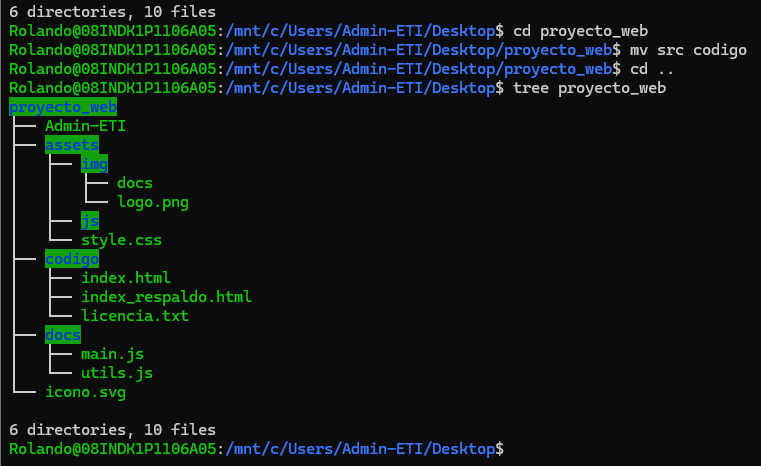 6 directories, 10 files
Rolando@08INDK1P1106A05:/mnt/c/Users/Admin-ETI/Desktop$ cd proyecto_web
Rolando@08INDK1P1106A05:/mnt/c/Users/Admin-ETI/Desktop/proyecto_web$ mv src codigo
Rolando@08INDK1P1106A05:/mnt/c/Users/Admin-ETI/Desktop/proyecto_web$ cd ..
Rolando@08INDK1P1106A05:/mnt/c/Users/Admin-ETI/Desktop$ tree proyecto_web
proyecto_web
├── Admin-ETI
├── assets
│   ├── img
│   │   ├── docs
│   │   └── logo.png
│   ├── js
│   └── style.css
├── codigo
│   ├── index.html
│   ├── index_respaldo.html
│   └── licencia.txt
├── docs
│   ├── main.js
│   └── utils.js
└── icono.svg
6 directories, 10 files
Rolando@08INDK1P1106A05:/mnt/c/Users/Admin-ETI/Desktop$